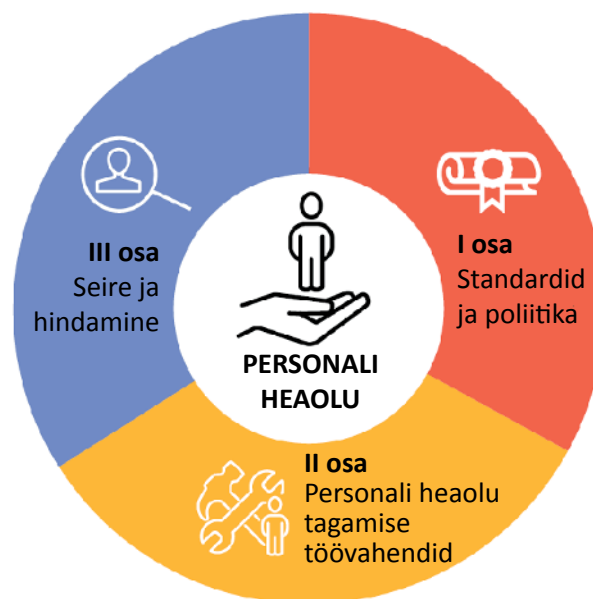 PERSONALI
HEAOLU
I osa
Standardid
ja poliitika
II osa
Personali heaolu
tagamise
töövahendid
III osa
Seire ja
hindamine